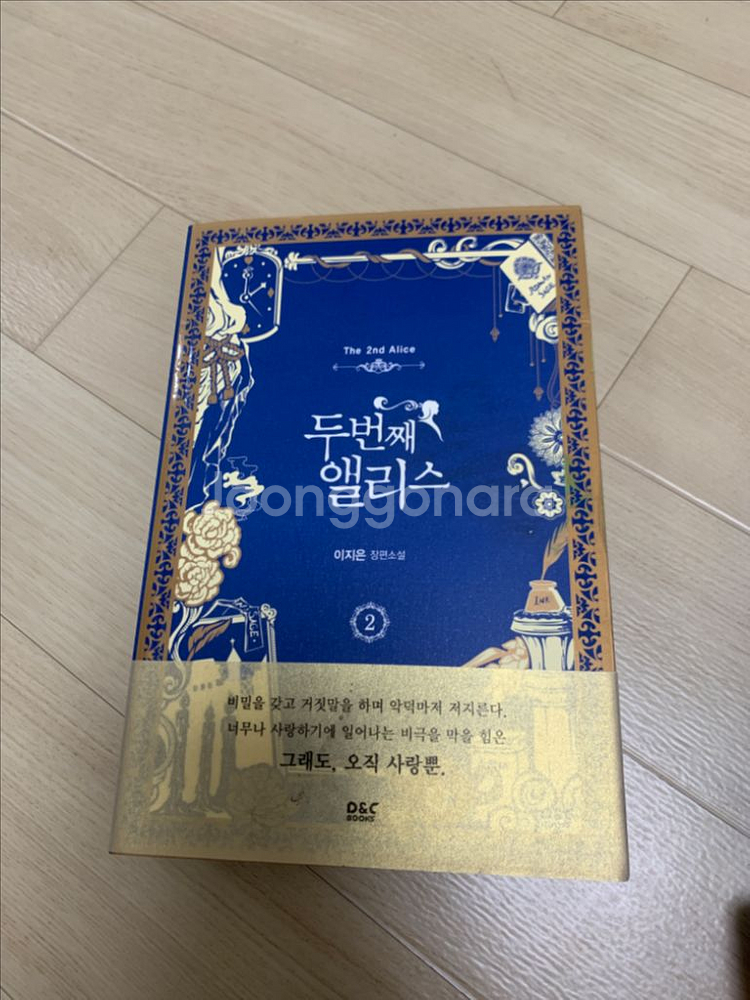 The 2nd Alice
두번째
앨리스
joonggonara
이지은 장편소설
2
INK
비밀을 갖고 거짓말을 하며 악덕마저 저지른다.
너무나 사랑하기에 일어나는 비극을 막을 힘은
그래도, 오직 사랑뿐.
D&C
BOOKS